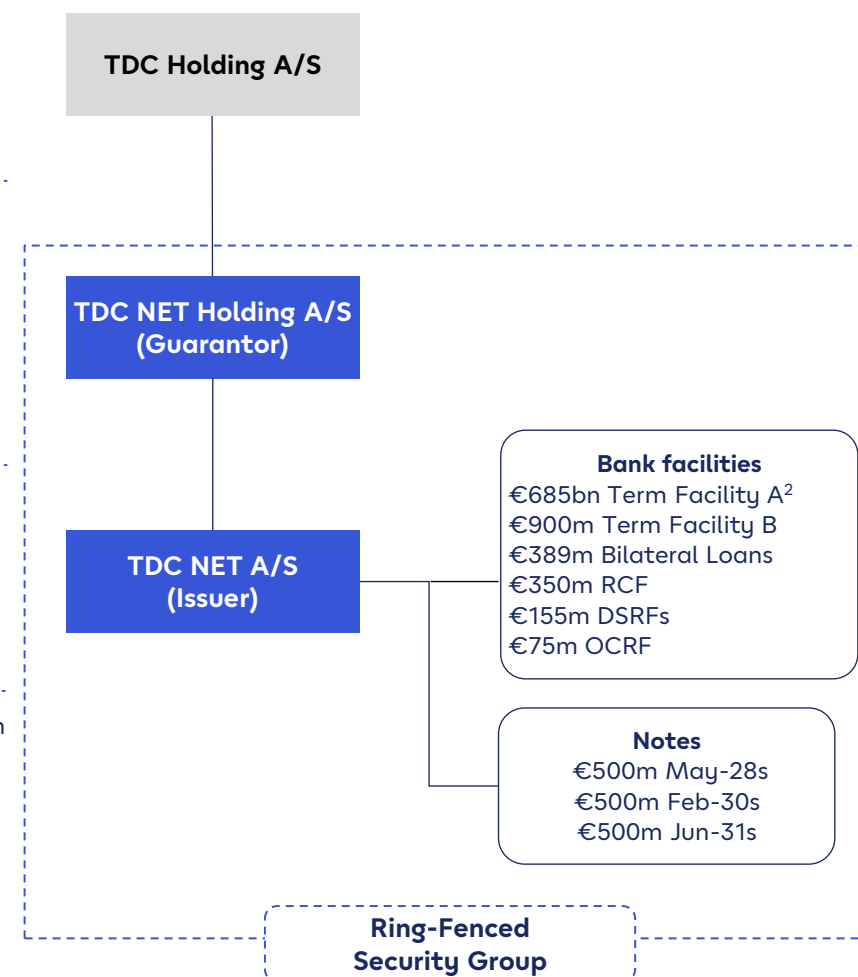 TDC Holding A/S
TDC NET Holding A/S
(Guarantor)
TDC NET A/S
(Issuer)
Bank facilities
€685bn Term Facility A²
€900m Term Facility B
€389m Bilateral Loans
€350m RCF
€155m DSRFs
€75m OCRF
Notes
€500m May-28s
€500m Feb-30s
€500m Jun-31s
Ring-Fenced
Security Group